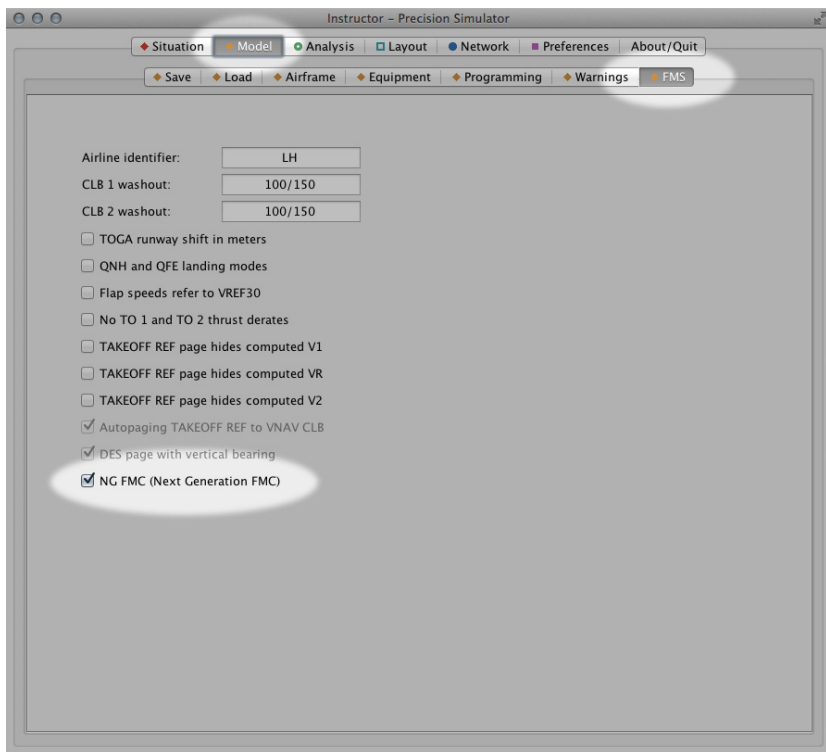 Instructor – Precision Simulator
Situation Model Analysis Layout Network Preferences About/Quit
Save Load Airframe Equipment Programming Warnings FMS
Airline identifier: LH
CLB 1 washout: 100/150
CLB 2 washout: 100/150
TOGA runway shift in meters
QNH and QFE landing modes
Flap speeds refer to VREF30
No TO 1 and TO 2 thrust derates
TAKEOFF REF page hides computed V1
TAKEOFF REF page hides computed VR
TAKEOFF REF page hides computed V2
Autopaging TAKEOFF REF to VNAV CLB
DES page with vertical bearing
NG FMC (Next Generation FMC)